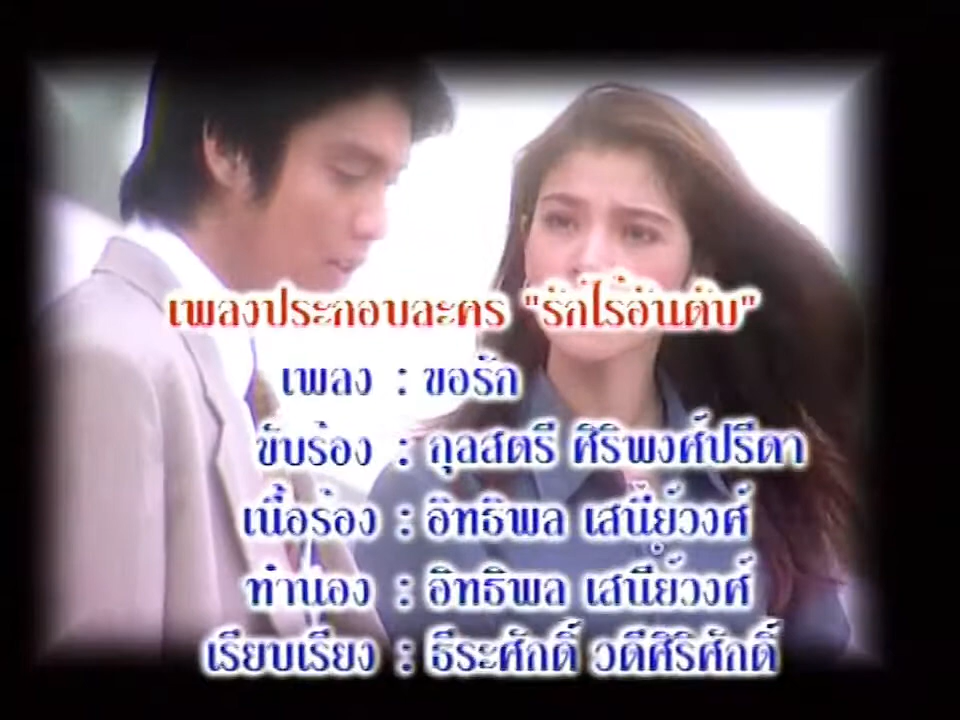 เพลงประกอบละคร "รักไร้อันดับ"
เพลง : ขอรัก
ขับร้อง : กุลสตรี ศิริพงศ์ปรีดา
เนื้อร้อง : อิทธิพล เสนีย์วงศ์
ทำนอง : อิทธิพล เสนีย์วงศ์
เรียบเรียง : ธีระศักดิ์ วดีศิริศักดิ์